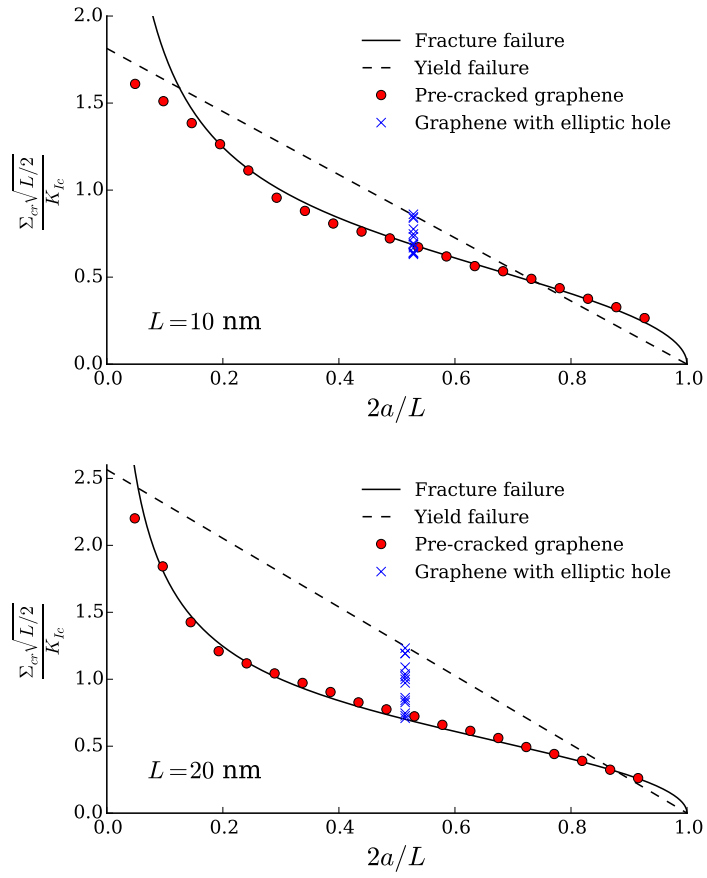 2.0
1.5
1.0
0.5
0.0
Σcr√L/2
KIc
Fracture failure
Yield failure
Pre-cracked graphene
Graphene with elliptic hole
L=10 nm
0.0 0.2 0.4 0.6 0.8 1.0
2a/L
2.5
2.0
1.5
1.0
0.5
0.0
Σcr√L/2
KIc
Fracture failure
Yield failure
Pre-cracked graphene
Graphene with elliptic hole
L=20 nm
0.0 0.2 0.4 0.6 0.8 1.0
2a/L